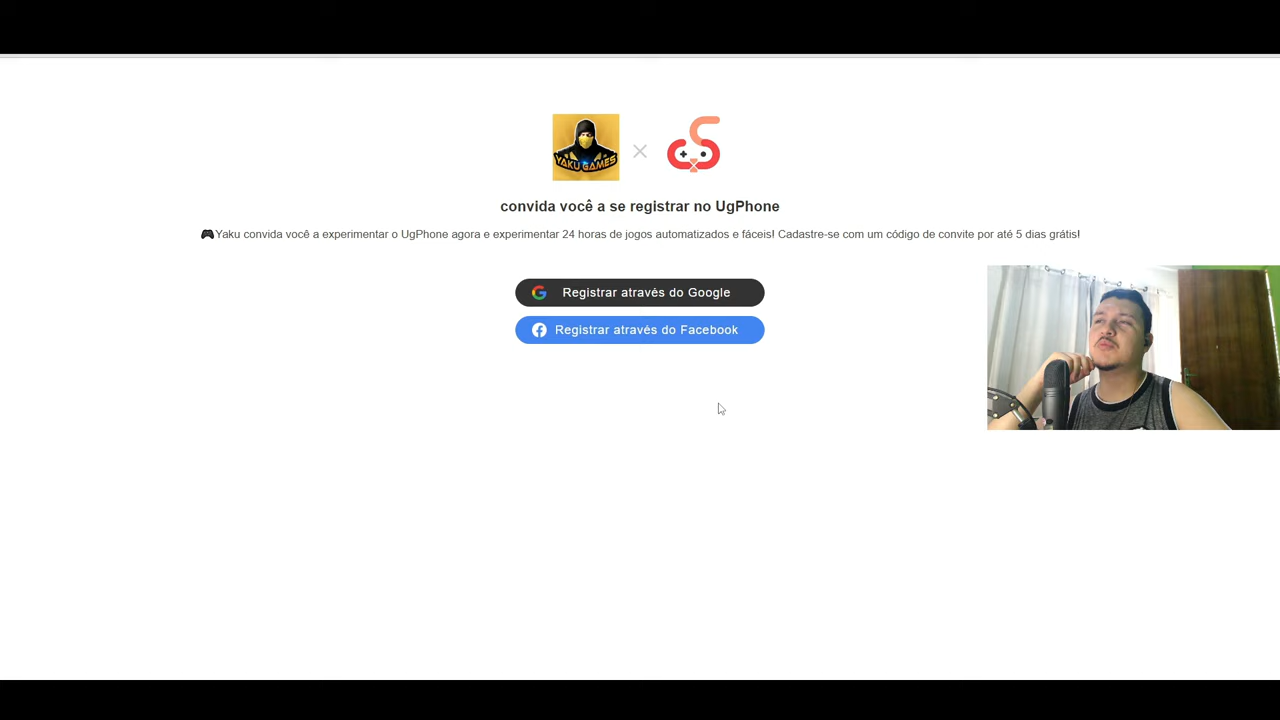 YAKU GAMES
convida você a se registrar no UgPhone
🎮Yaku convida você a experimentar o UgPhone agora e experimentar 24 horas de jogos automatizados e fáceis! Cadastre-se com um código de convite por até 5 dias grátis!
Registrar através do Google
Registrar através do Facebook